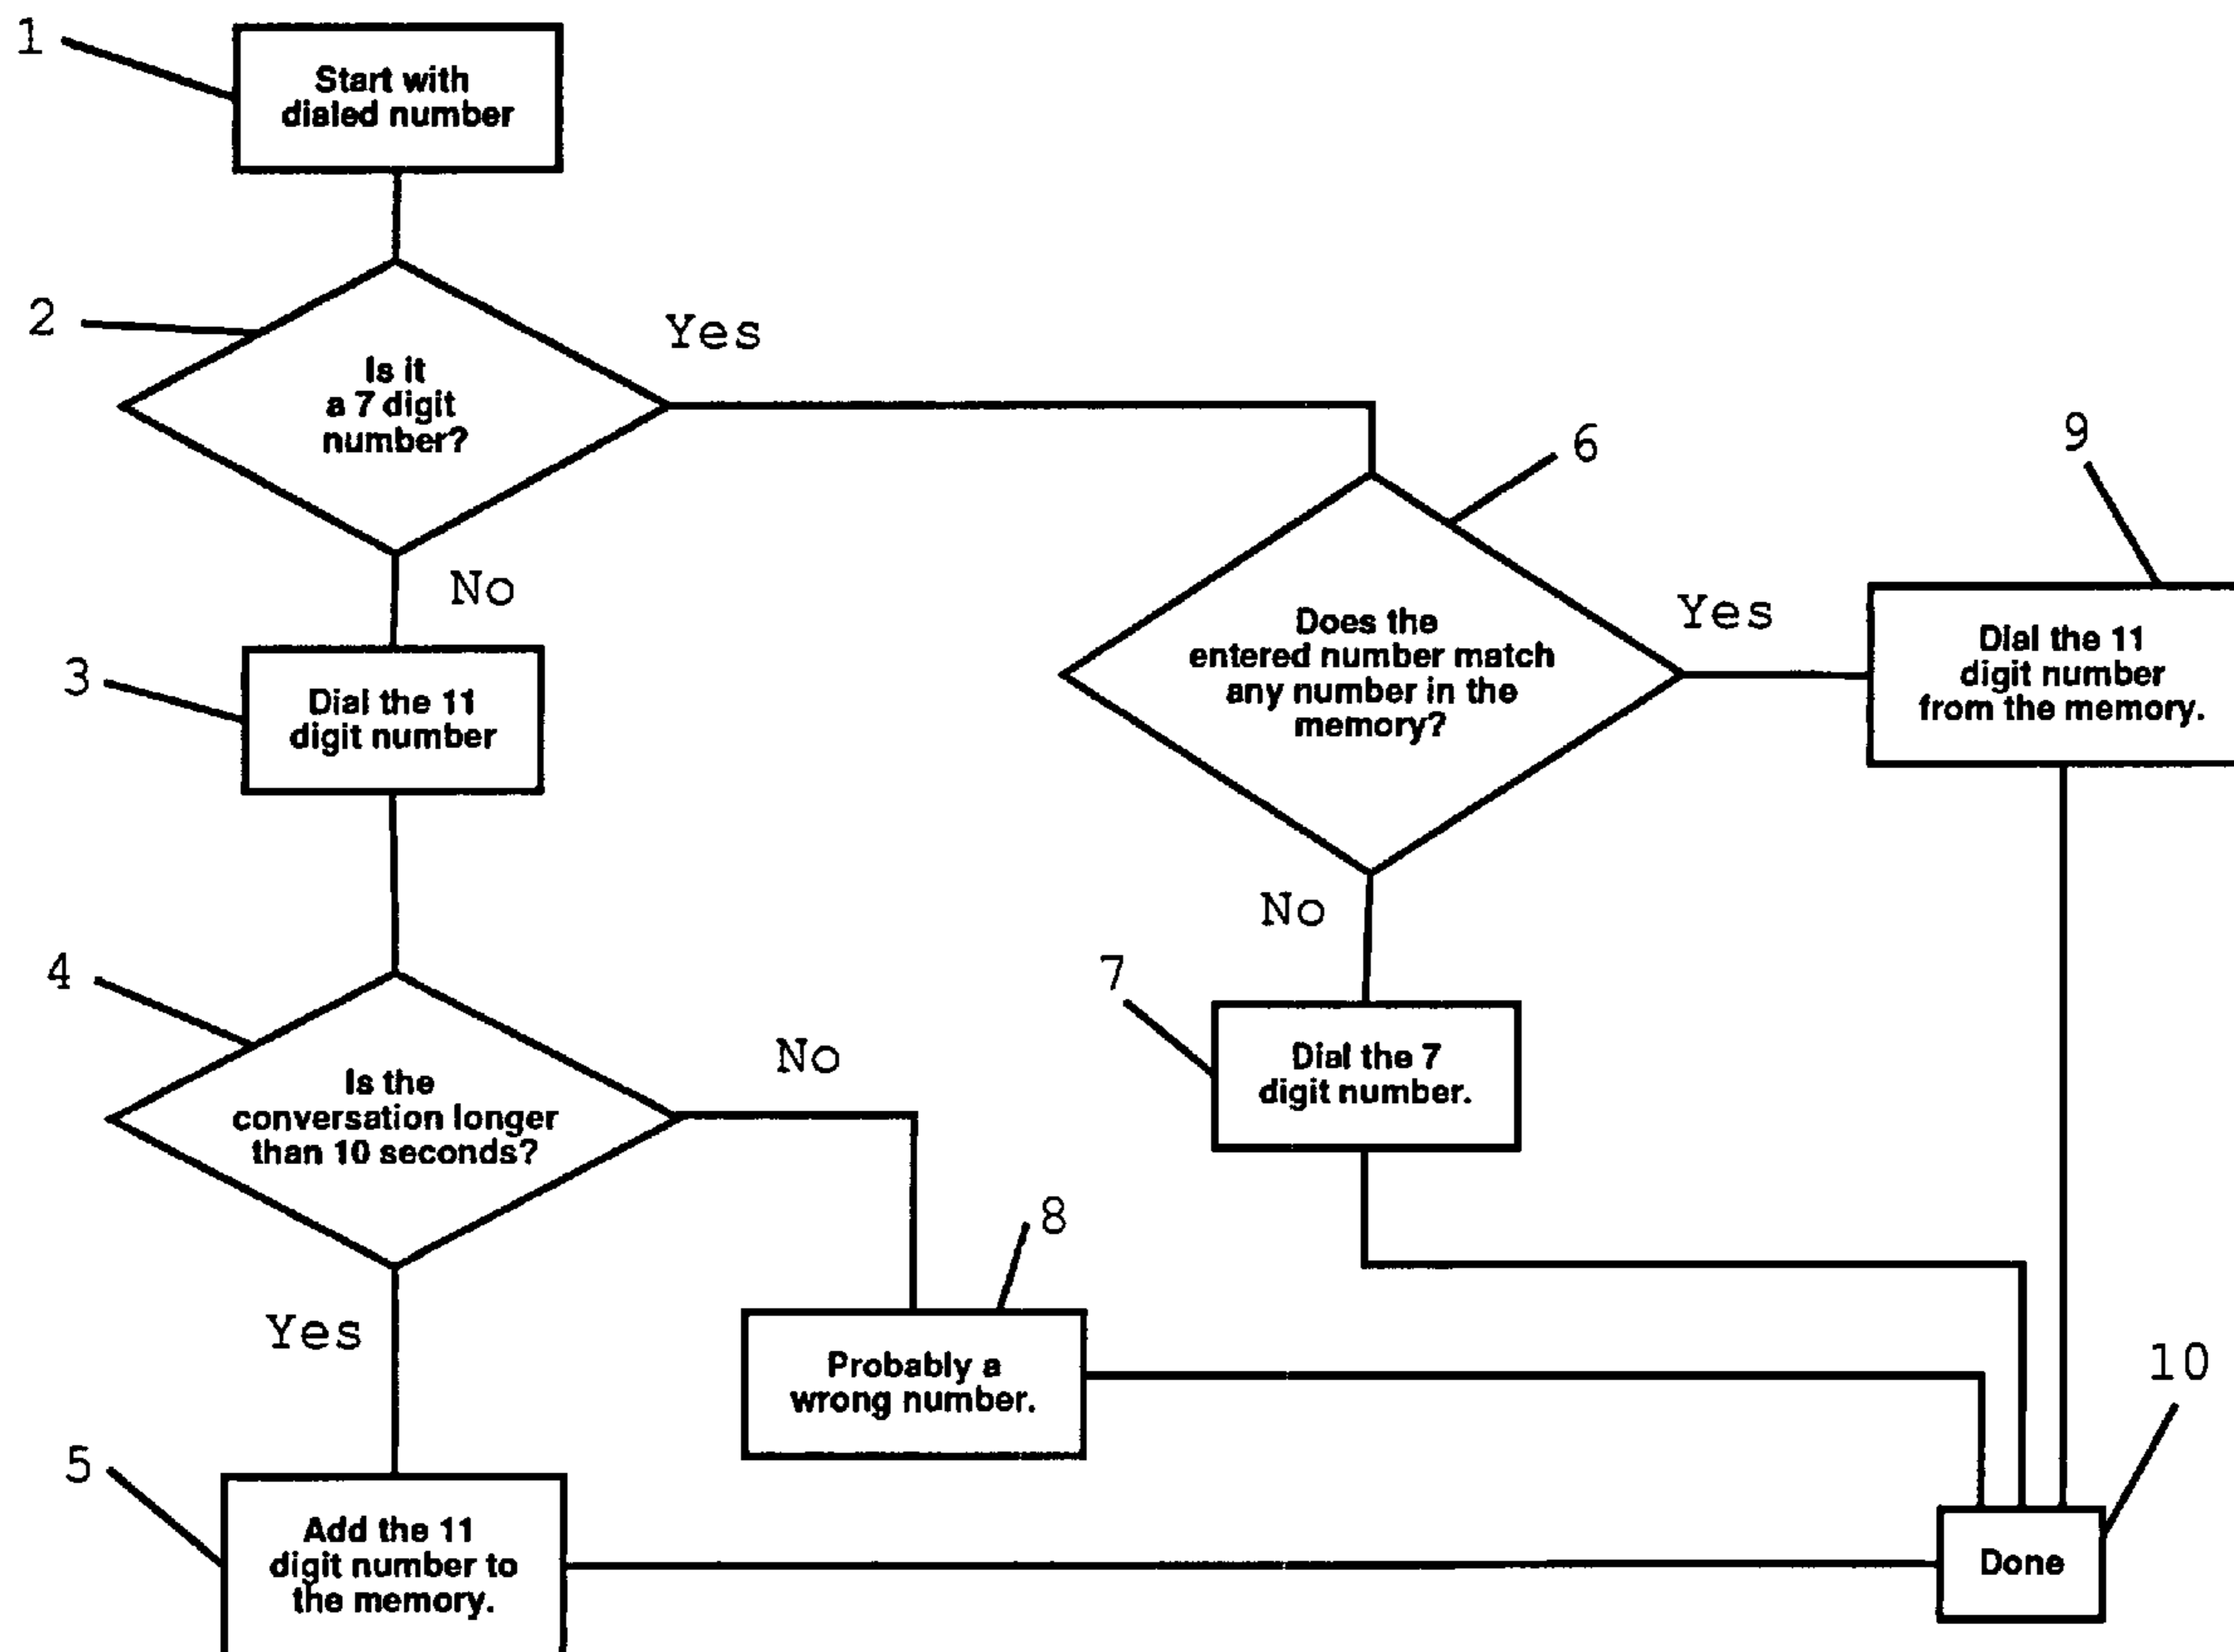 1
Start with
dialed number
2
Is it
a 7 digit
number?
Yes
No
3
Dial the 11
digit number
4
Is the
conversation longer
than 10 seconds?
No
Yes
5
Add the 11
digit number to
the memory.
8
Probably a
wrong number.
6
Does the
entered number match
any number in the
memory?
Yes
No
7
Dial the 7
digit number.
9
Dial the 11
digit number
from the memory.
10
Done